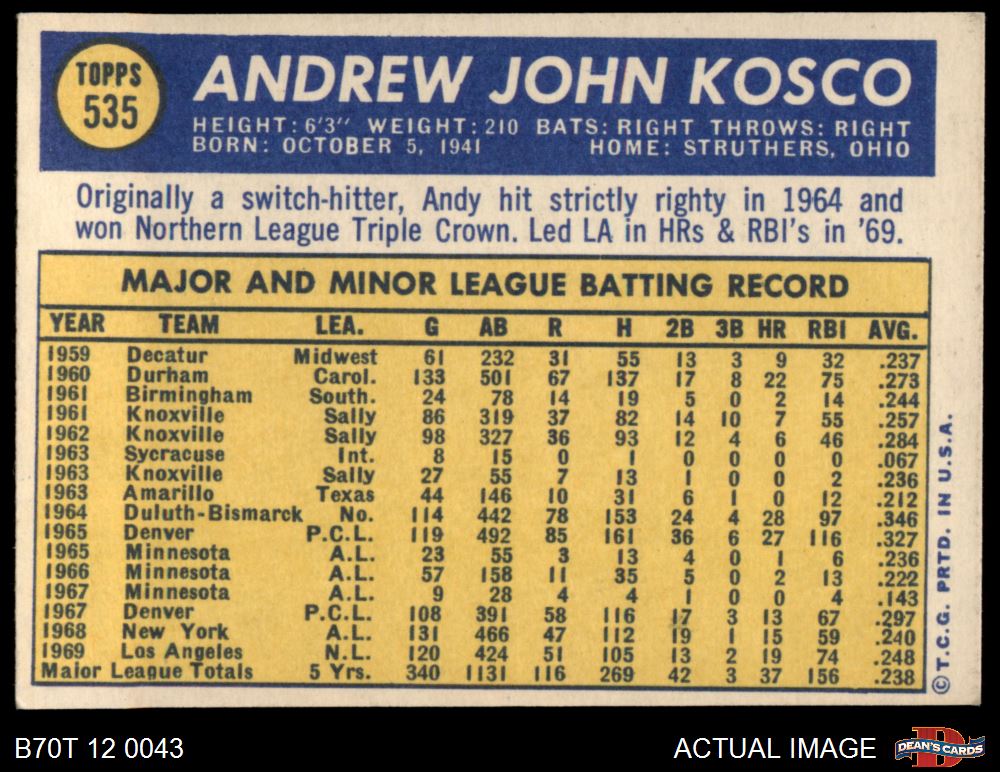 TOPPS
535
ANDREW JOHN KOSCO
HEIGHT: 6'3" WEIGHT: 210 BATS: RIGHT THROWS: RIGHT
BORN: OCTOBER 5, 1941 HOME: STRUTHERS, OHIO
Originally a switch-hitter, Andy hit strictly righty in 1964 and
won Northern League Triple Crown. Led LA in HRs & RBI's in '69.
MAJOR AND MINOR LEAGUE BATTING RECORD
YEAR TEAM LEA. G AB R H 2B 3B HR RBI AVG.
1959 Decatur Midwest 61 232 31 55 13 3 9 32 .237
1960 Durham Carol. 133 501 67 137 17 8 22 75 .273
1961 Birmingham South. 24 78 14 19 5 0 2 14 .244
1961 Knoxville Sally 86 319 37 82 14 10 7 55 .257
1962 Knoxville Sally 98 327 36 93 12 4 6 46 .284
1963 Sycracuse Int. 8 15 0 1 0 0 0 0 .067
1963 Knoxville Sally 27 55 7 13 1 0 0 2 .236
1963 Amarillo Texas 44 146 10 31 6 1 0 12 .212
1964 Duluth-Bismarck No. 114 442 78 153 24 4 28 97 .346
1965 Denver P.C.L. 119 492 85 161 36 6 27 116 .327
1965 Minnesota A.L. 23 55 3 13 4 0 1 6 .236
1966 Minnesota A.L. 57 158 11 35 5 0 2 13 .222
1967 Minnesota A.L. 9 28 4 4 1 0 0 4 .143
1967 Denver P.C.L. 108 391 58 116 17 3 13 67 .297
1968 New York A.L. 131 466 47 112 19 1 15 59 .240
1969 Los Angeles N.L. 120 424 51 105 13 2 19 74 .248
Major League Totals 5 Yrs. 340 1131 116 269 42 3 37 156 .238
© T.C.G. PRTD. IN U.S.A.
B70T 12 0043
ACTUAL IMAGE
DEAN'S CARDS